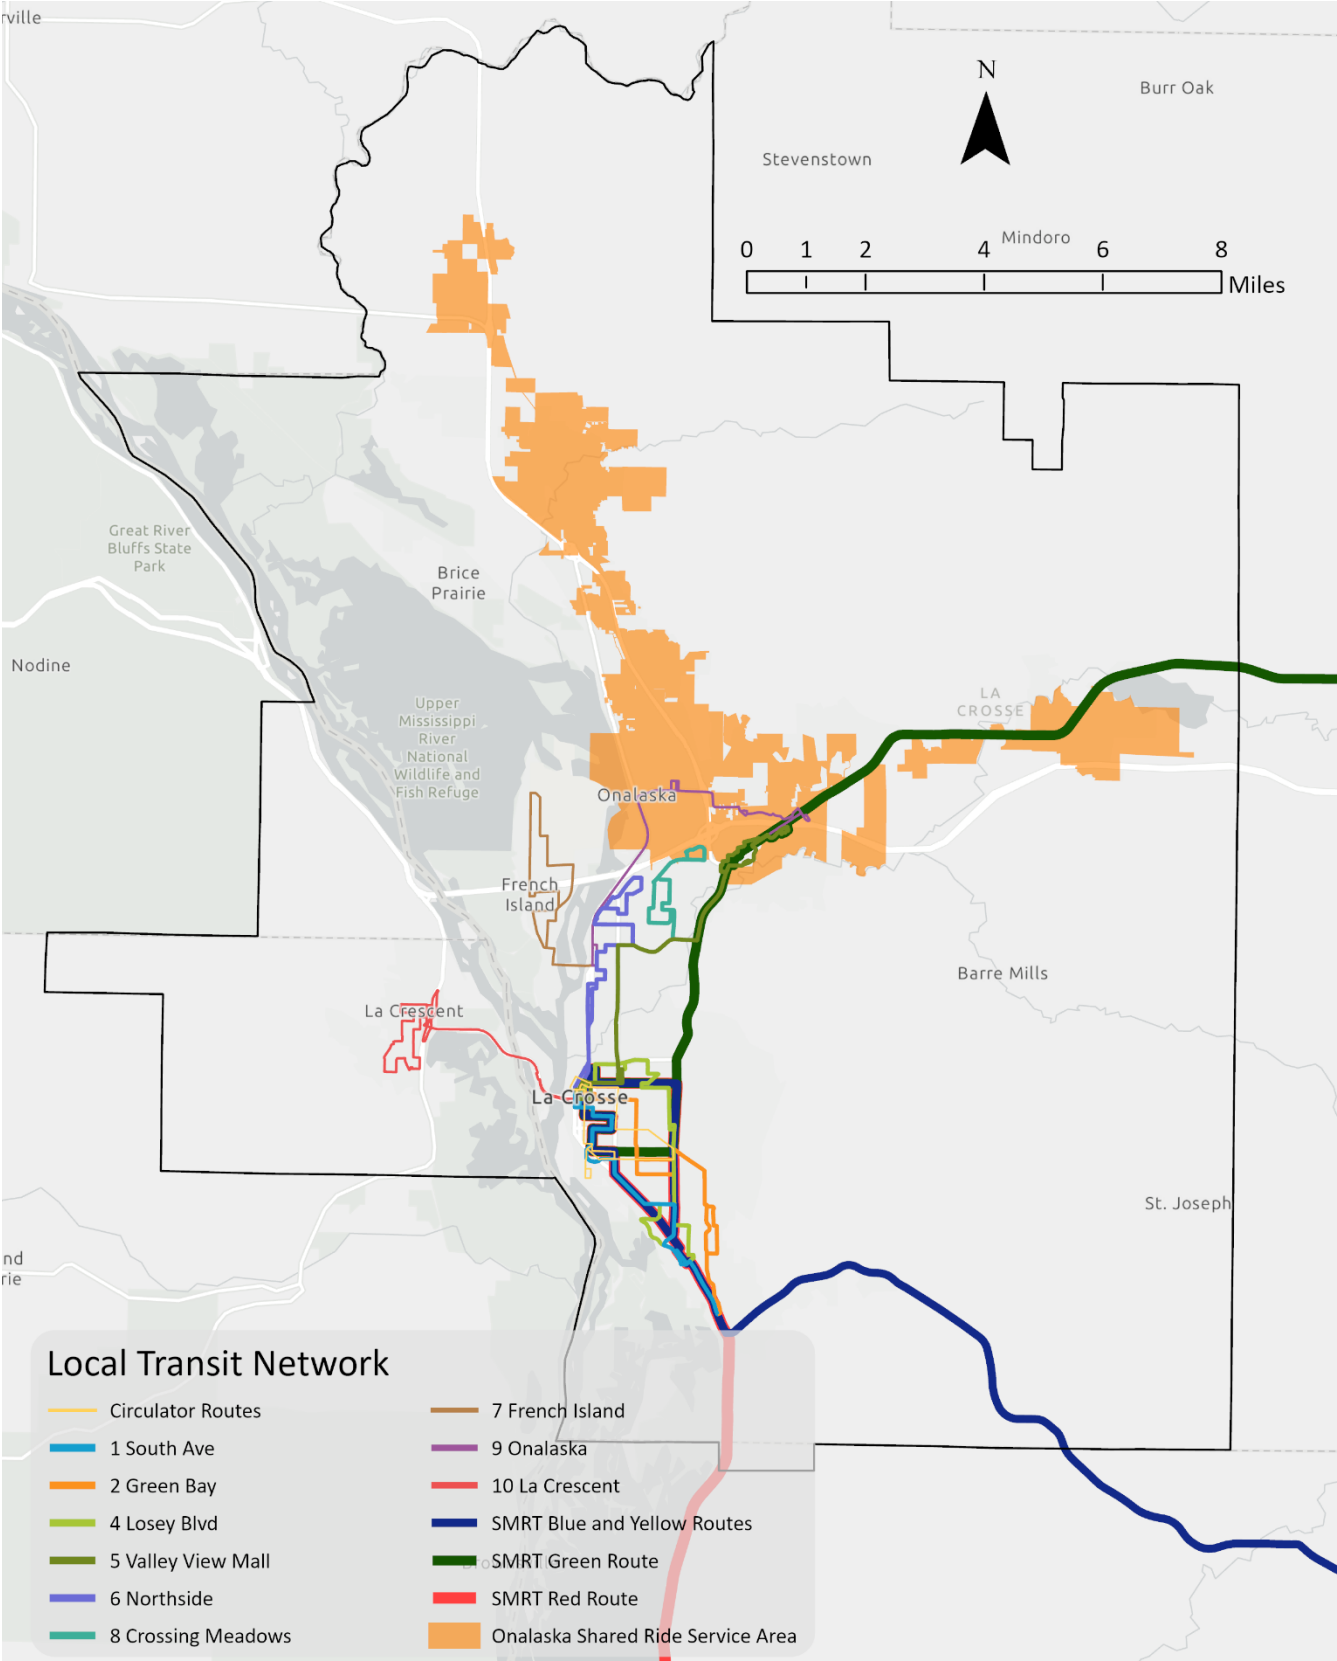 rville
N
Burr Oak
Stevenstown
Mindoro
0 1 2 4 6 8
Miles
Great River
Bluffs State
Park
Brice
Prairie
Nodine
Upper
Mississippi
River
National
Wildlife and
Fish Refuge
LA
CROSSE
Onalaska
French
Island
Barre Mills
La Crescent
La Crosse
St. Joseph
nd
rie
Local Transit Network
Circulator Routes
1 South Ave
2 Green Bay
4 Losey Blvd
5 Valley View Mall
6 Northside
8 Crossing Meadows
7 French Island
9 Onalaska
10 La Crescent
SMRT Blue and Yellow Routes
SMRT Green Route
SMRT Red Route
Onalaska Shared Ride Service Area